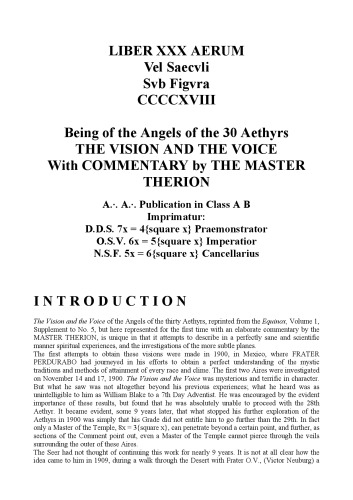 LIBER XXX AERUM
Vel Saecvli
Svb Figvra
CCCCXVIII
Being of the Angels of the 30 Aethyrs
THE VISION AND THE VOICE
With COMMENTARY by THE MASTER
THERION
A.·. A.·. Publication in Class A B
Imprimatur:
D.D.S. 7x = 4{square x} Praemonstrator
O.S.V. 6x = 5{square x} Imperatior
N.S.F. 5x = 6{square x} Cancellarius
I N T R O D U C T I O N
The Vision and the Voice of the Angels of the thirty Aethyrs, reprinted from the Equinox, Volume 1,
Supplement to No. 5, but here represented for the first time with an elaborate commentary by the
MASTER THERION, is unique in that it attempts to describe in a perfectly sane and scientific
manner spiritual experiences, and the investigations of the more subtle planes.
The first attempts to obtain these visions were made in 1900, in Mexico, where FRATER
PERDURABO had journeyed in his efforts to obtain a perfect understanding of the mystic
traditions and methods of attainment of every race and clime. The first two Aires were investigated
on November 14 and 17, 1900. The Vision and the Voice was mysterious and terrific in character.
But what he saw was not altogether beyond his previous experiences; what he heard was as
unintelligible to him as William Blake to a 7th Day Adventist. He was encouraged by the evident
importance of these results, but found that he was absolutely unable to proceed with the 28th
Aethyr. It became evident, some 9 years later, that what stopped his further exploration of the
Aethyrs in 1900 was simply that his Grade did not entitle him to go further than the 29th. In fact
only a Master of the Temple, 8x = 3{square x}, can penetrate beyond a certain point, and further, as
sections of the Comment point out, even a Master of the Temple cannot pierce through the veils
surrounding the outer of these Aires.
The Seer had not thought of continuing this work for nearly 9 years. It is not at all clear how the
idea came to him in 1909, during a walk through the Desert with Frater O.V., (Victor Neuburg) a